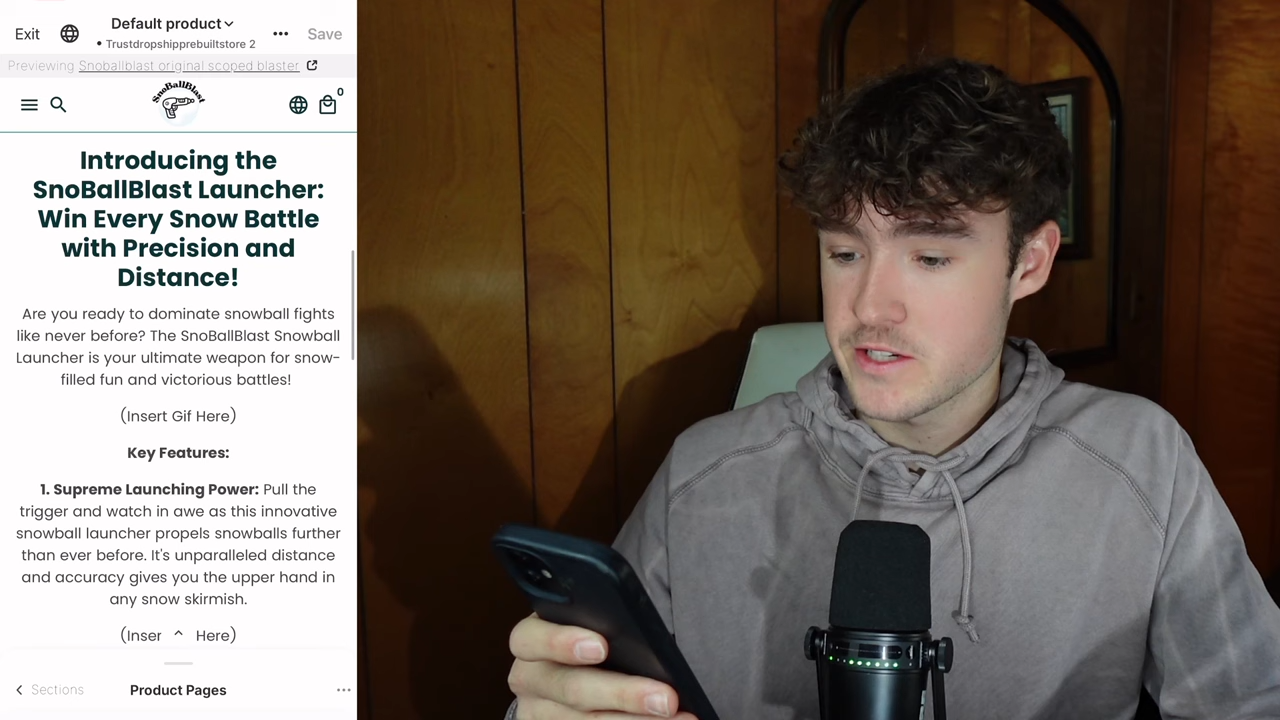 Exit
Default product
• Trustdropshipprebuiltstore 2
Save
Previewing Snoballblast original scoped blaster
SnoBallBlast
0
Introducing the
SnoBallBlast Launcher:
Win Every Snow Battle
with Precision and
Distance!
Are you ready to dominate snowball fights
like never before? The SnoBallBlast Snowball
Launcher is your ultimate weapon for snow-
filled fun and victorious battles!
(Insert Gif Here)
Key Features:
1. Supreme Launching Power: Pull the
trigger and watch in awe as this innovative
snowball launcher propels snowballs further
than ever before. It's unparalleled distance
and accuracy gives you the upper hand in
any snow skirmish.
(Inser Here)
Sections
Product Pages